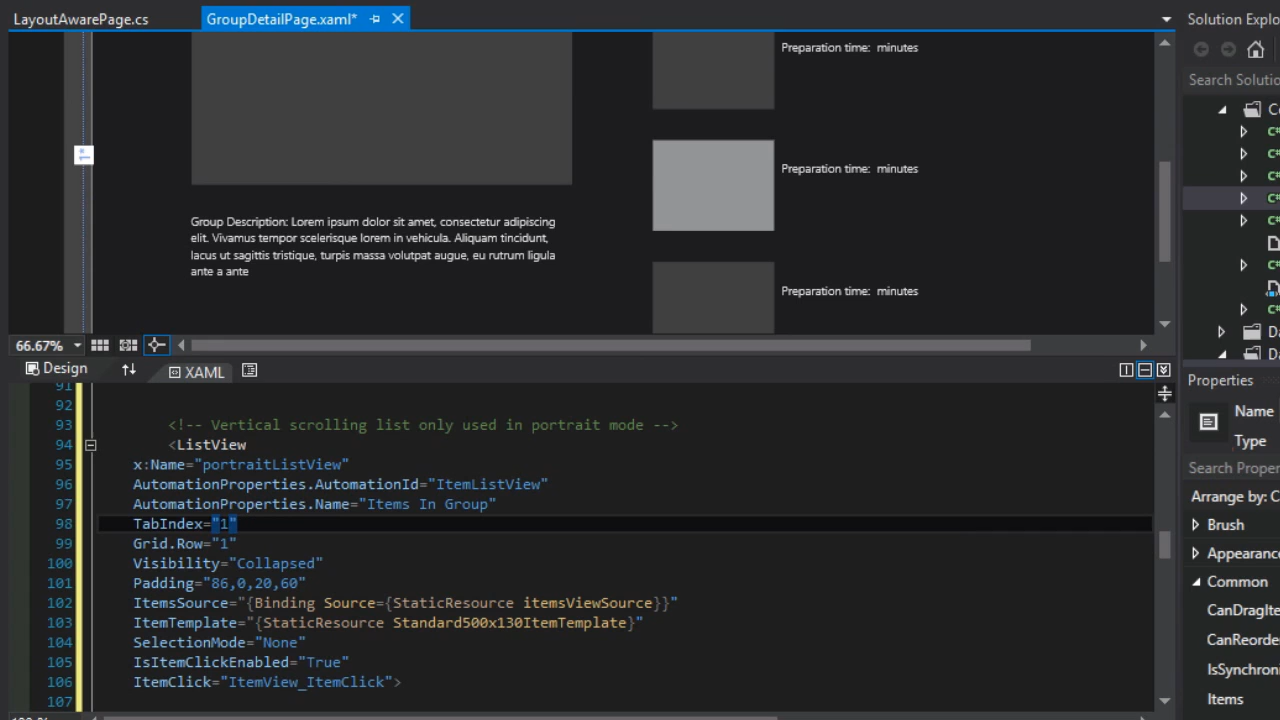 LayoutAwarePage.cs
GroupDetailPage.xaml*
Solution Explo
Preparation time: minutes
Search Solutio
Preparation time: minutes
Group Description: Lorem ipsum dolor sit amet, consectetur adipiscing
elit. Vivamus tempor scelerisque lorem in vehicula. Aliquam tincidunt,
lacus ut sagittis tristique, turpis massa volutpat augue, eu rutrum ligula
ante a ante
Preparation time: minutes
66.67%
Design
XAML
Properties
Name
Type
Search Proper
Arrange by: C
Brush
Appearance
Common
CanDragIte
CanReorde
IsSynchroni
Items
91
92
93 <!-- Vertical scrolling list only used in portrait mode -->
94 <ListView
95 x:Name="portraitListView"
96 AutomationProperties.AutomationId="ItemListView"
97 AutomationProperties.Name="Items In Group"
98 TabIndex="1"
99 Grid.Row="1"
100 Visibility="Collapsed"
101 Padding="86,0,20,60"
102 ItemsSource="{Binding Source={StaticResource itemsViewSource}}"
103 ItemTemplate="{StaticResource Standard500x130ItemTemplate}"
104 SelectionMode="None"
105 IsItemClickEnabled="True"
106 ItemClick="ItemView_ItemClick">
107